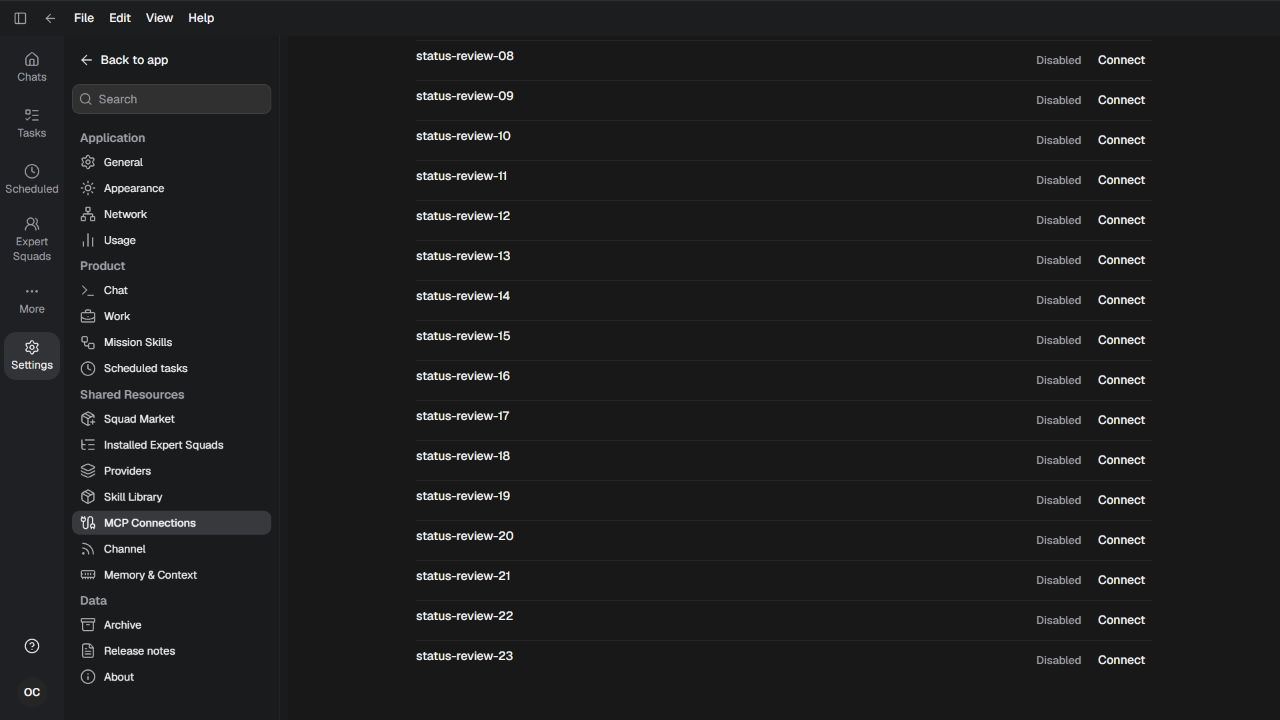 File Edit View Help
Chats
Tasks
Scheduled
Expert
Squads
More
Settings
OC
Back to app
Search
Application
General
Appearance
Network
Usage
Product
Chat
Work
Mission Skills
Scheduled tasks
Shared Resources
Squad Market
Installed Expert Squads
Providers
Skill Library
MCP Connections
Channel
Memory & Context
Data
Archive
Release notes
About
status-review-08 Disabled Connect
status-review-09 Disabled Connect
status-review-10 Disabled Connect
status-review-11 Disabled Connect
status-review-12 Disabled Connect
status-review-13 Disabled Connect
status-review-14 Disabled Connect
status-review-15 Disabled Connect
status-review-16 Disabled Connect
status-review-17 Disabled Connect
status-review-18 Disabled Connect
status-review-19 Disabled Connect
status-review-20 Disabled Connect
status-review-21 Disabled Connect
status-review-22 Disabled Connect
status-review-23 Disabled Connect